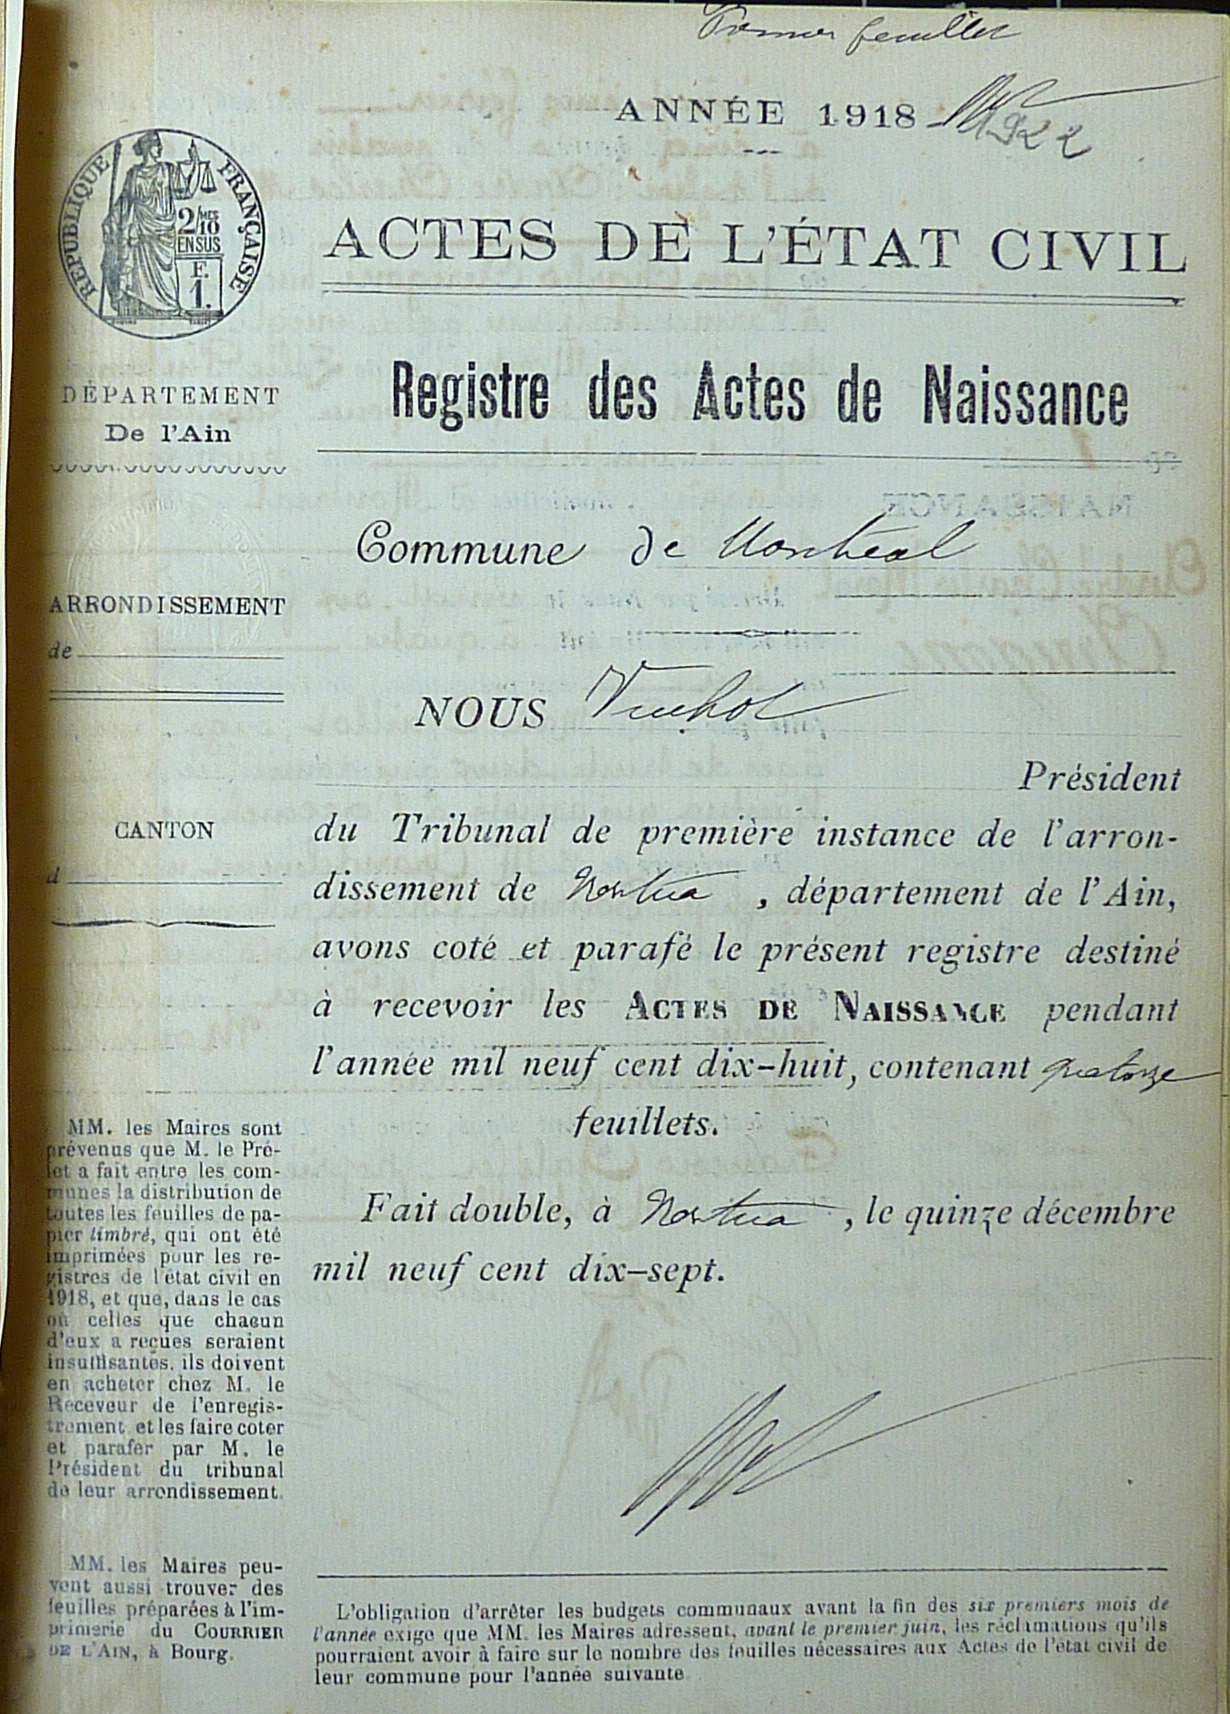 Premier feuillet
ANNÉE 1918
1922
RÉPUBLIQUE FRANÇAISE
2/10 MES
EN SUS
F.
1.
ACTES DE L'ÉTAT CIVIL
Registre des Actes de Naissance
DÉPARTEMENT
De l'Ain
Commune de Montréal
ARRONDISSEMENT
de
NOUS
Président
CANTON
d
du Tribunal de première instance de l'arron-
dissement de Nantua, département de l'Ain,
avons coté et parafé le présent registre destiné
à recevoir les ACTES DE NAISSANCE pendant
l'année mil neuf cent dix-huit, contenant quatorze
feuillets.
Fait double, à Nantua, le quinze décembre
mil neuf cent dix-sept.
MM. les Maires sont
prévenus que M. le Pré-
fet a fait entre les com-
munes la distribution de
toutes les feuilles de pa-
pier timbré, qui ont été
imprimées pour les re-
gistres de l'état civil en
1918, et que, dans le cas
où celles que chacun
d'eux a reçues seraient
insuffisantes, ils doivent
en acheter chez M. le
Receveur de l'enregis-
trement et les faire coter
et parafer par M. le
Président du tribunal
de leur arrondissement.
MM. les Maires peu-
vent aussi trouver des
feuilles préparées à l'im-
primerie du COURRIER
DE L'AIN, à Bourg.
L'obligation d'arrêter les budgets communaux avant la fin des six premiers mois de
l'année exige que MM. les Maires adressent, avant le premier juin, les réclamations qu'ils
pourraient avoir à faire sur le nombre des feuilles nécessaires aux Actes de l'état civil de
leur commune pour l'année suivante.